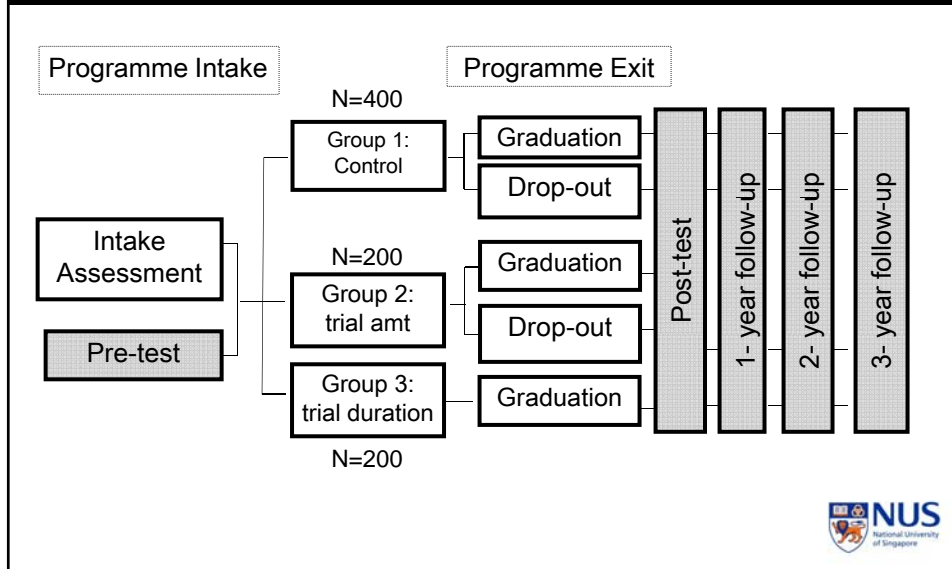 Programme Intake
Programme Exit
N=400
Group 1:
Control
Graduation
Drop-out
Intake
Assessment
Pre-test
N=200
Group 2:
trial amt
Graduation
Drop-out
Group 3:
trial duration
Graduation
N=200
Post-test
1- year follow-up
2- year follow-up
3- year follow-up
NUS
National University
of Singapore